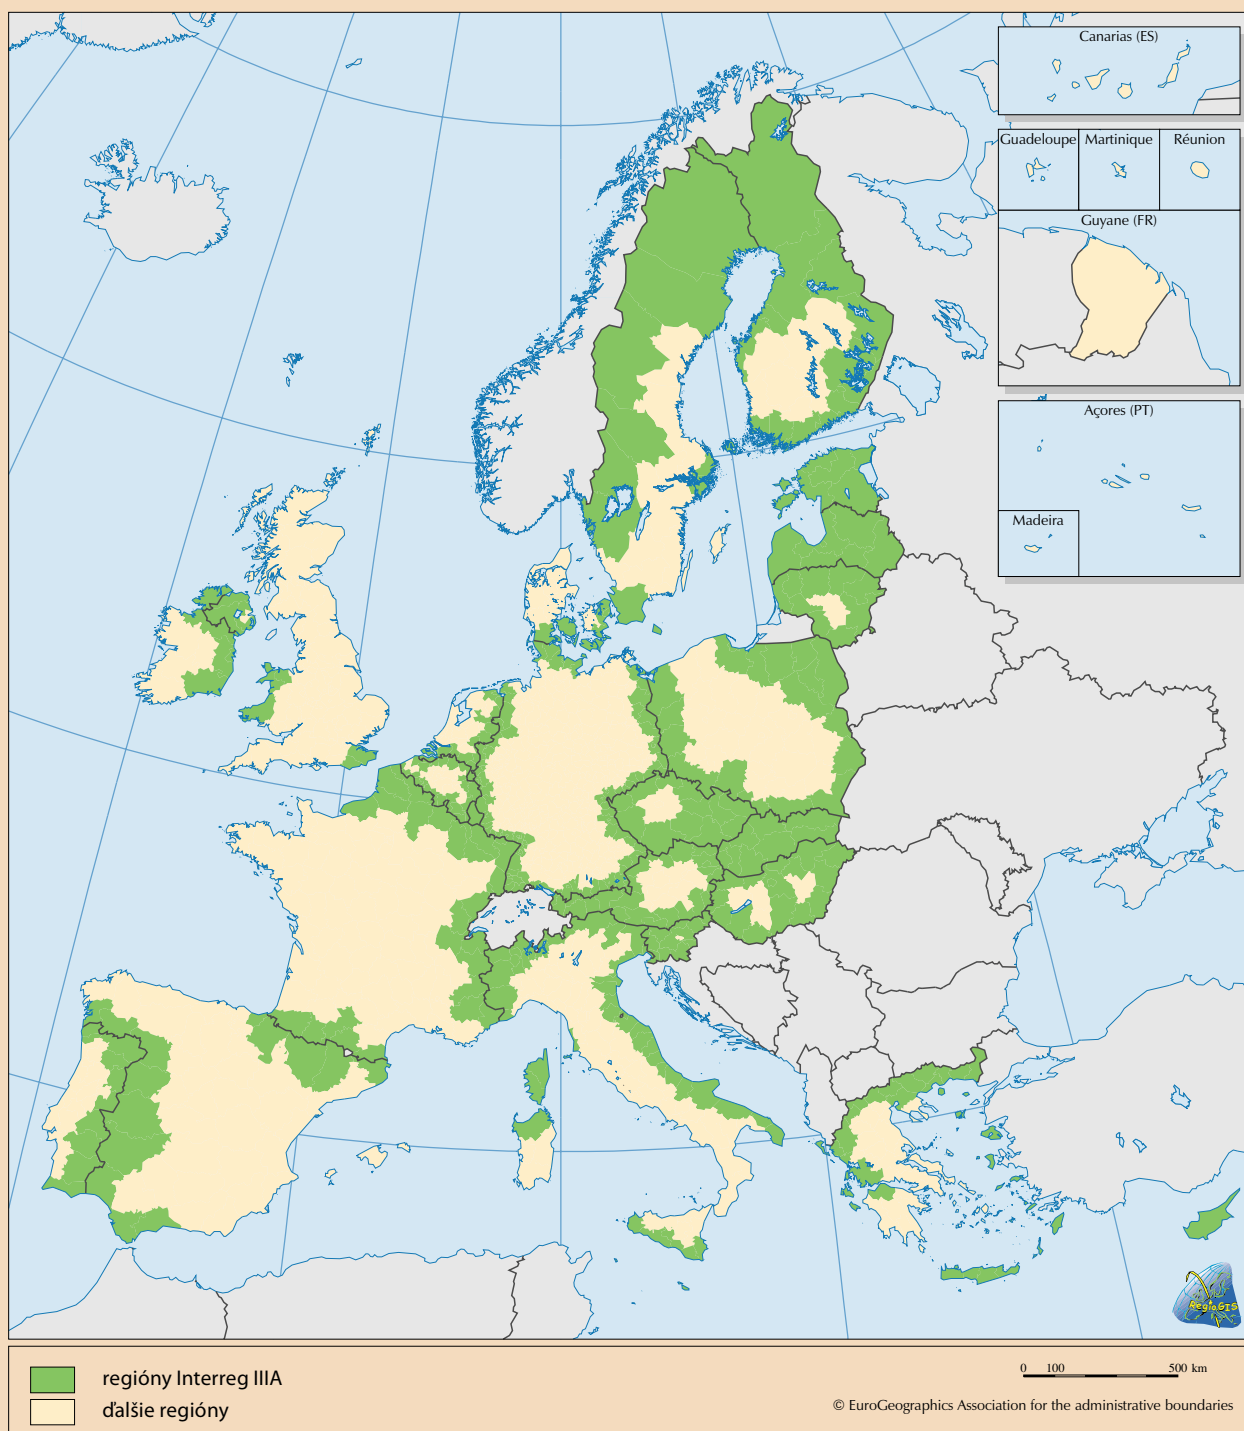 Canarias (ES)
Guadeloupe
Martinique
Réunion
Guyane (FR)
Açores (PT)
Madeira
RegioGIS
regióny Interreg IIIA
ďalšie regióny
0 100 500 km
© EuroGeographics Association for the administrative boundaries